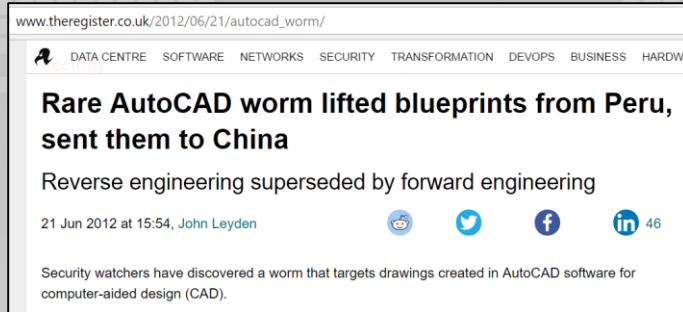 www.theregister.co.uk/2012/06/21/autocad_worm/
DATA CENTRE SOFTWARE NETWORKS SECURITY TRANSFORMATION DEVOPS BUSINESS HARDW
Rare AutoCAD worm lifted blueprints from Peru,
sent them to China
Reverse engineering superseded by forward engineering
21 Jun 2012 at 15:54, John Leyden
in 46
Security watchers have discovered a worm that targets drawings created in AutoCAD software for
computer-aided design (CAD).